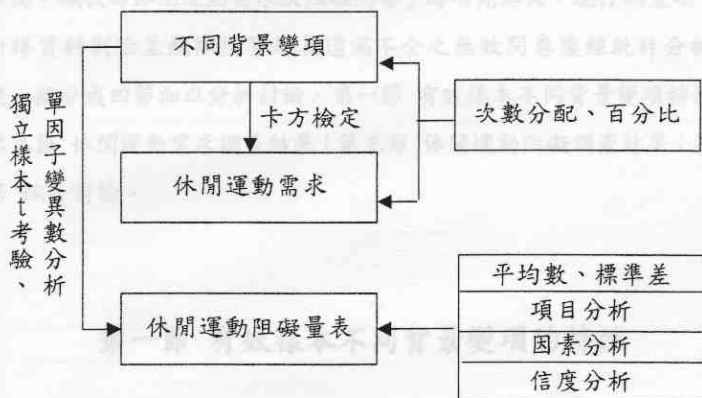 不同背景變項
卡方檢定
次數分配、百分比
休閒運動需求
獨立樣本t考驗、
單因子變異數分析
休閒運動阻礙量表
平均數、標準差
項目分析
因素分析
信度分析